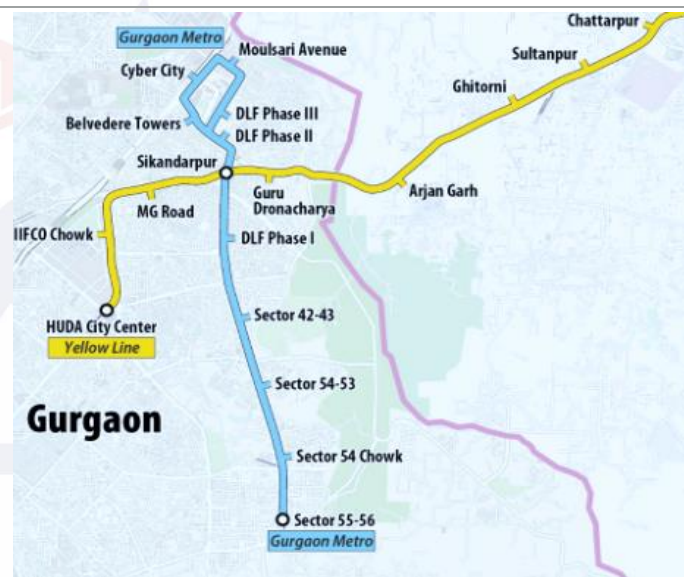 Chattarpur
Gurgaon Metro
Moulsari Avenue
Sultanpur
Cyber City
Ghitorni
DLF Phase III
Belvedere Towers
DLF Phase II
Sikandarpur
Guru
Dronacharya
Arjan Garh
MG Road
IIFCO Chowk
DLF Phase I
Sector 42-43
HUDA City Center
Yellow Line
Sector 54-53
Gurgaon
Sector 54 Chowk
Sector 55-56
Gurgaon Metro